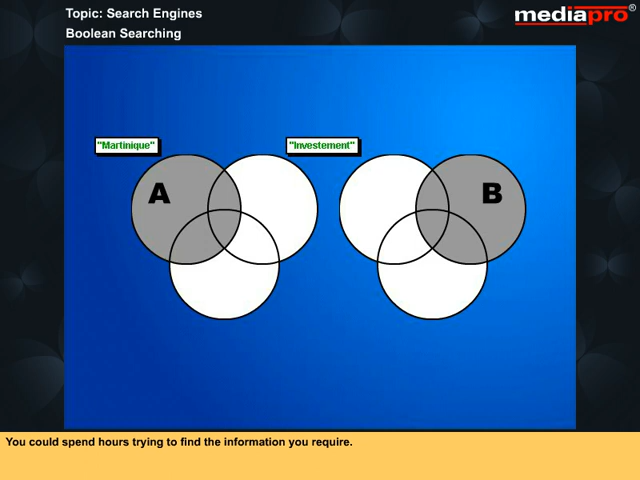 Topic: Search Engines
mediapro®
Boolean Searching
"Martinique"
"Investement"
A
B
You could spend hours trying to find the information you require.